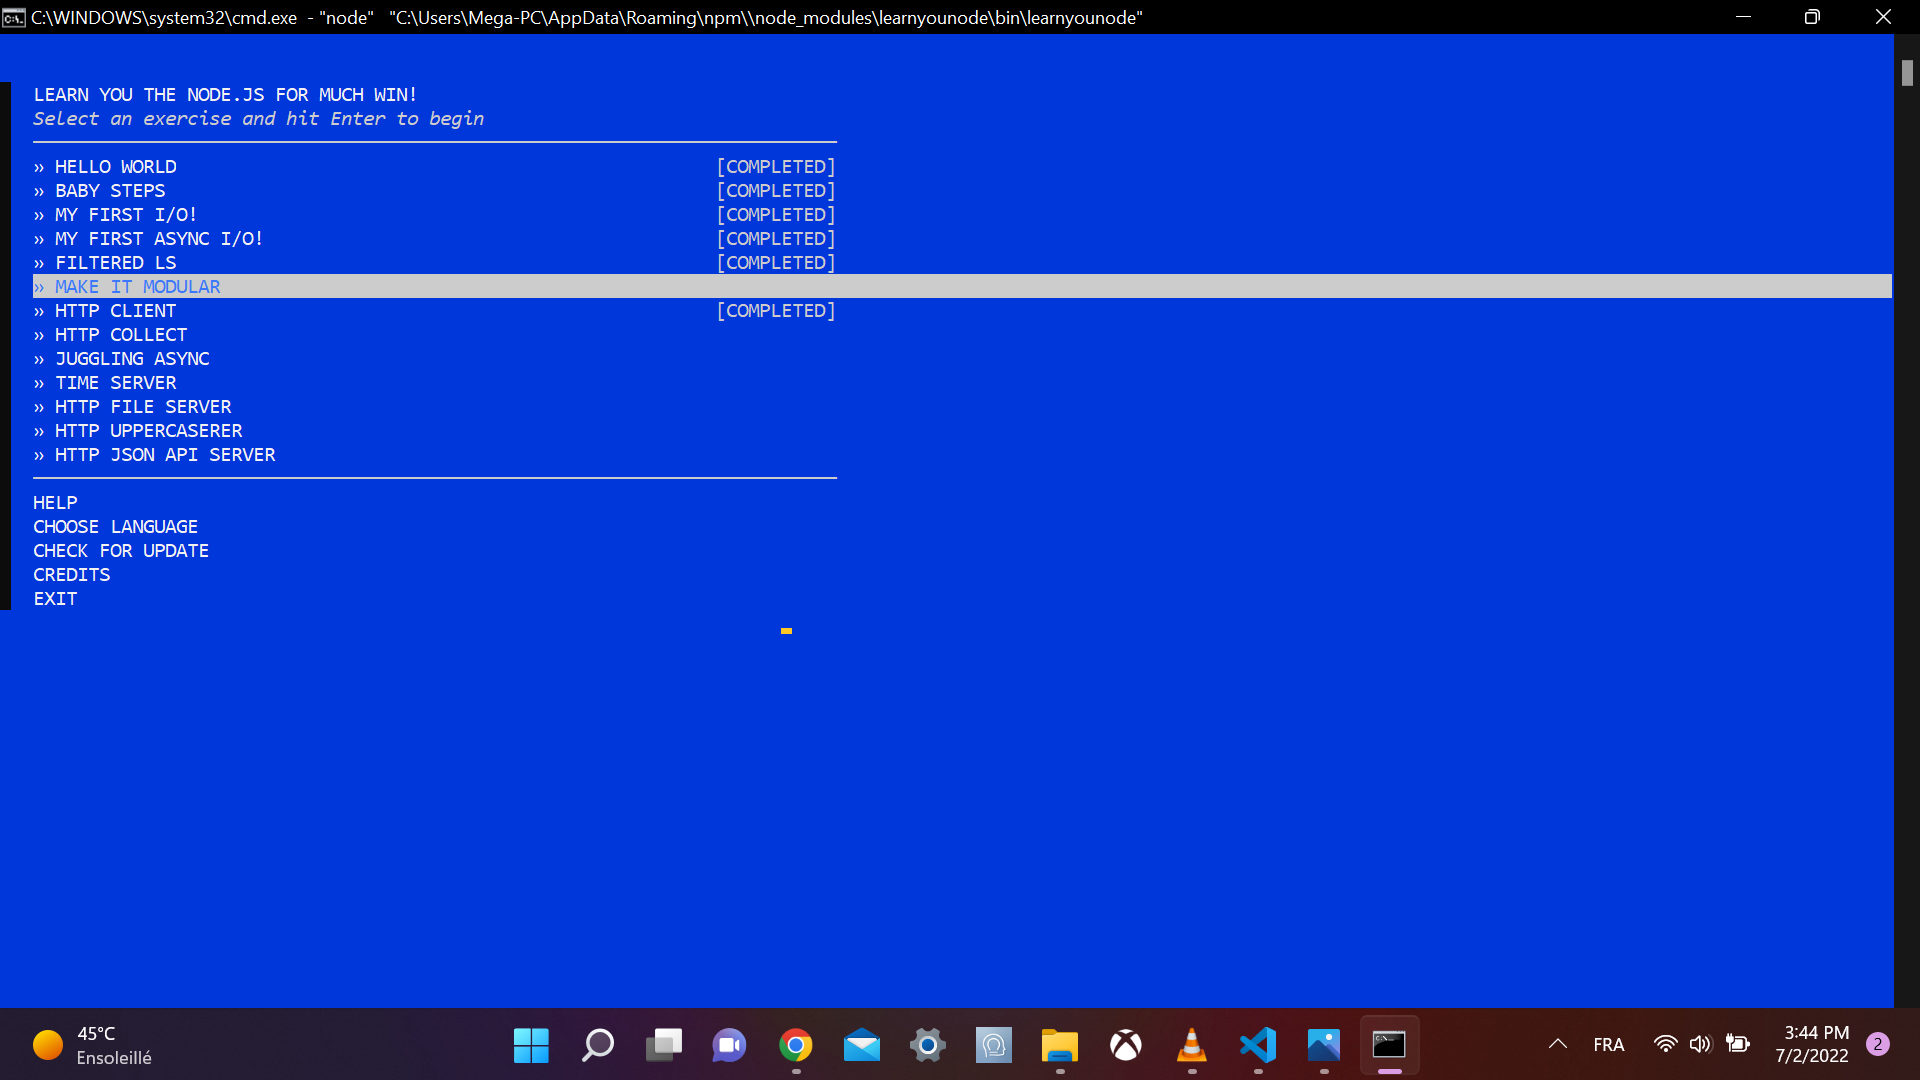 C:\WINDOWS\system32\cmd.exe - "node" "C:\Users\Mega-PC\AppData\Roaming\npm\\node_modules\learnyounode\bin\learnyounode"
LEARN YOU THE NODE.JS FOR MUCH WIN!
Select an exercise and hit Enter to begin
» HELLO WORLD [COMPLETED]
» BABY STEPS [COMPLETED]
» MY FIRST I/O! [COMPLETED]
» MY FIRST ASYNC I/O! [COMPLETED]
» FILTERED LS [COMPLETED]
» MAKE IT MODULAR
» HTTP CLIENT [COMPLETED]
» HTTP COLLECT
» JUGGLING ASYNC
» TIME SERVER
» HTTP FILE SERVER
» HTTP UPPERCASERER
» HTTP JSON API SERVER
HELP
CHOOSE LANGUAGE
CHECK FOR UPDATE
CREDITS
EXIT
45°C
Ensoleillé
FRA
3:44 PM
7/2/2022
2